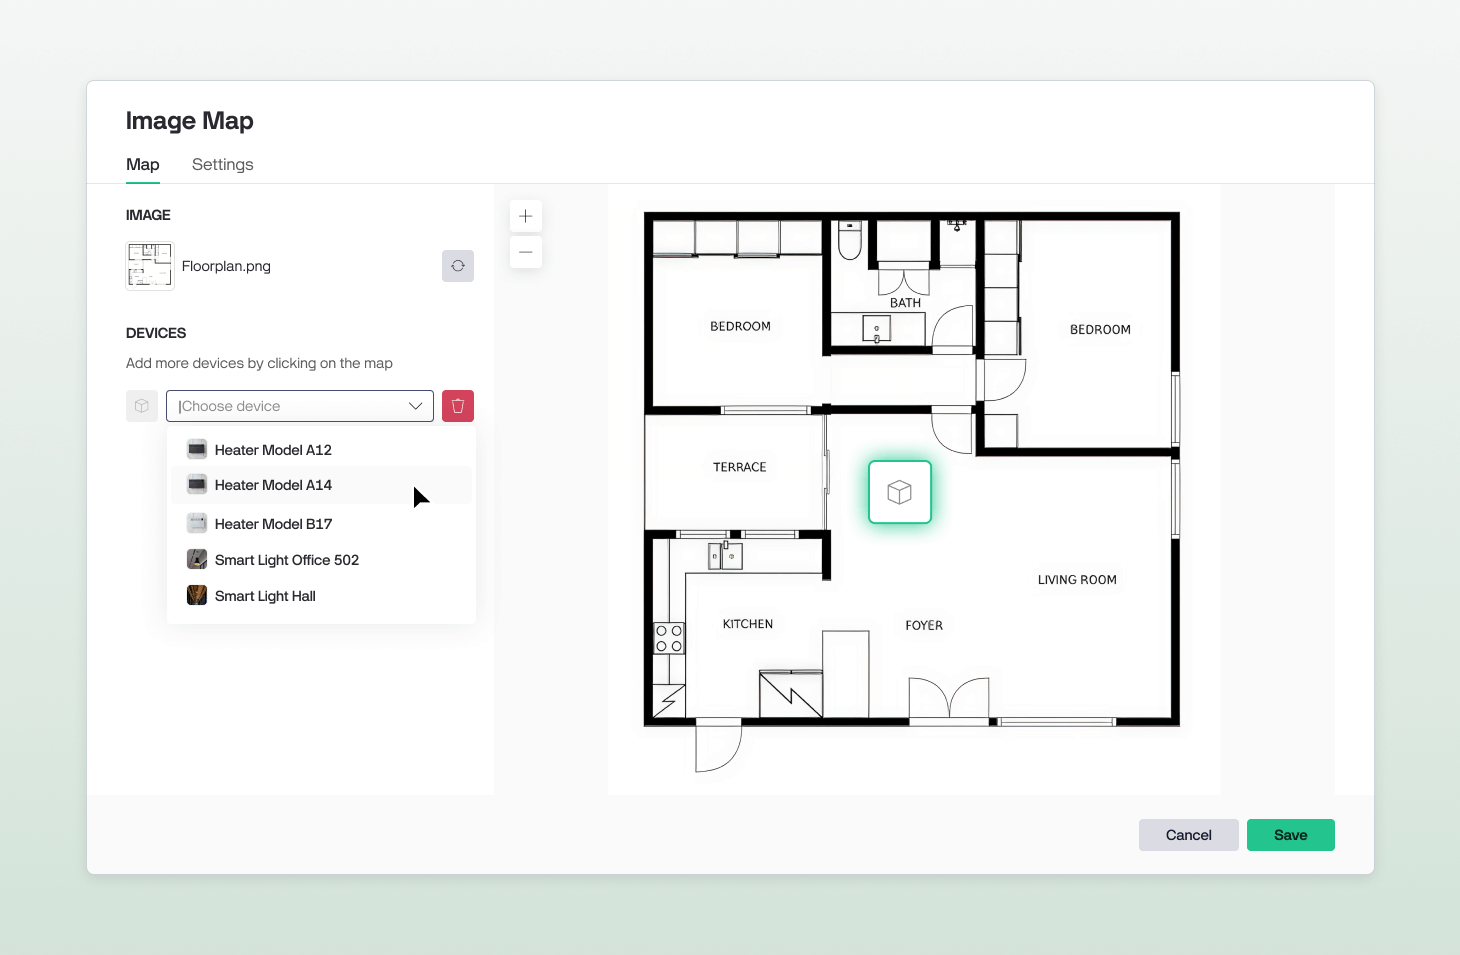 Image Map
Map
Settings
IMAGE
Floorplan.png
DEVICES
Add more devices by clicking on the map
Choose device
Heater Model A12
Heater Model A14
Heater Model B17
Smart Light Office 502
Smart Light Hall
BATH
BEDROOM
BEDROOM
TERRACE
LIVING ROOM
KITCHEN
FOYER
Cancel
Save